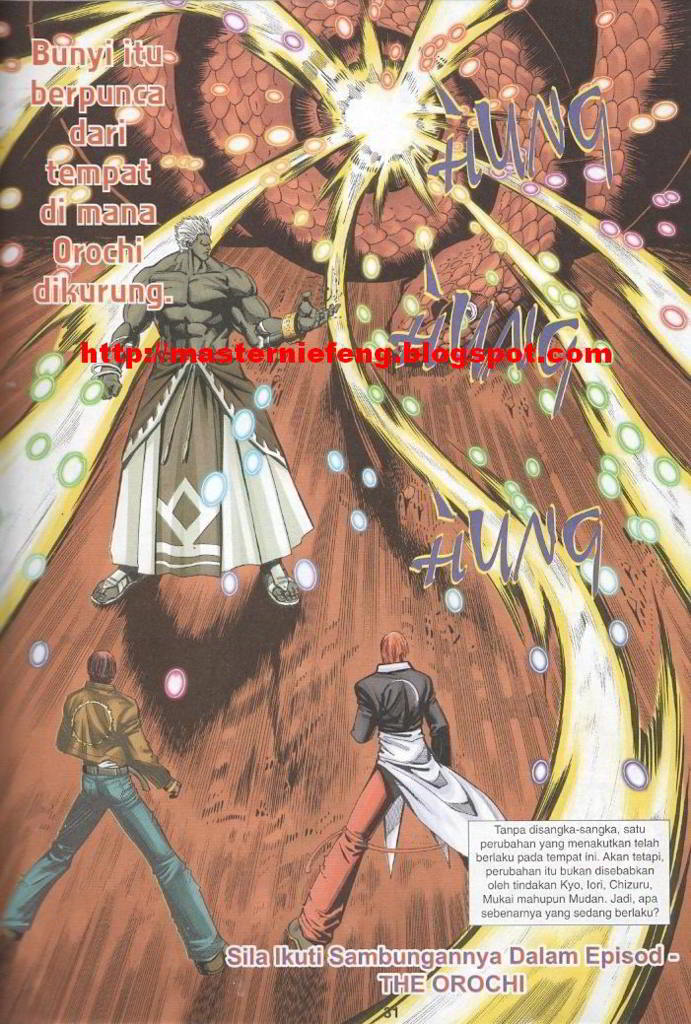 Bunyi itu
berpunca
dari
tempat
di mana
Orochi
dikurung.
HUNG
HUNG
HUNG
http://masterniefeng.blogspot.com
Tanpa disangka-sangka, satu
perubahan yang menakutkan telah
berlaku pada tempat ini. Akan tetapi,
perubahan itu bukan disebabkan
oleh tindakan Kyo, Iori, Chizuru,
Mukai mahupun Mudan. Jadi, apa
sebenarnya yang sedang berlaku?
Sila Ikuti Sambungannya Dalam Episod -
THE OROCHI
31